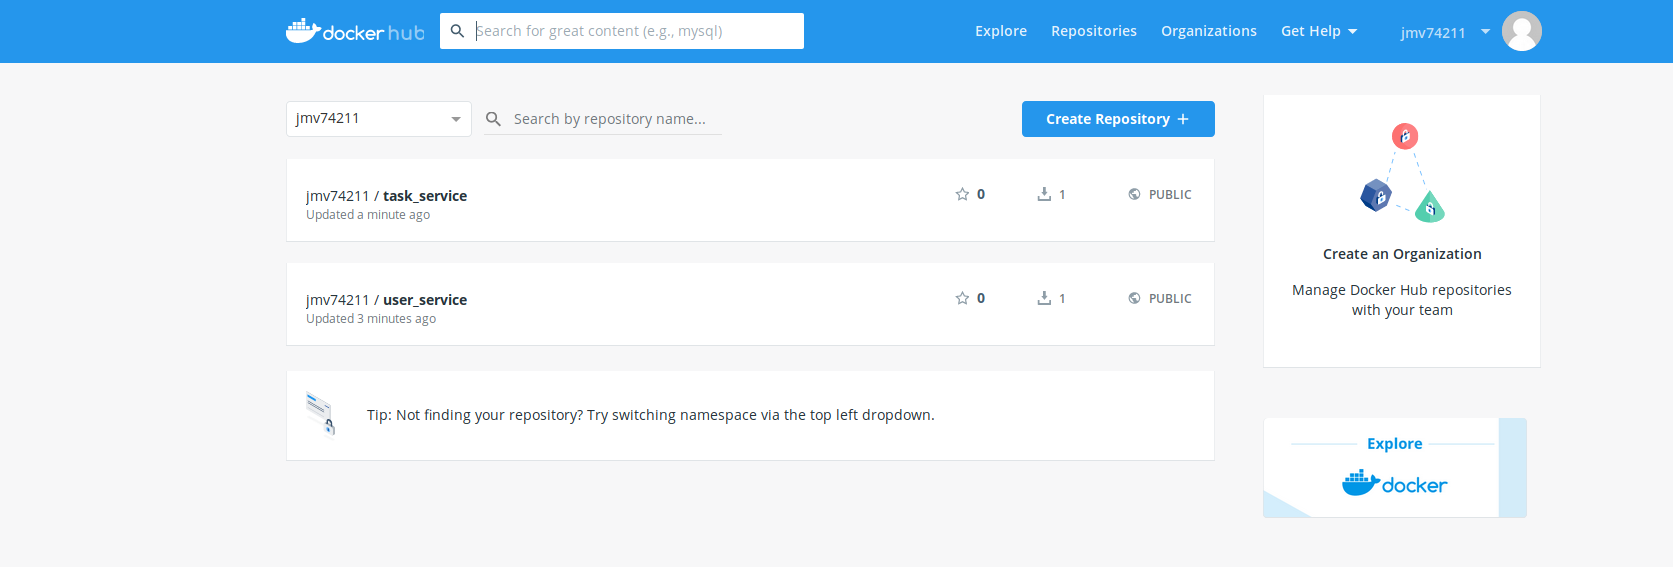 docker hub
Search for great content (e.g., mysql)
Explore
Repositories
Organizations
Get Help
jmv74211
jmv74211
Search by repository name...
Create Repository +
jmv74211 / task_service
Updated a minute ago
0
1
PUBLIC
jmv74211 / user_service
Updated 3 minutes ago
0
1
PUBLIC
Tip: Not finding your repository? Try switching namespace via the top left dropdown.
Create an Organization
Manage Docker Hub repositories
with your team
Explore
docker